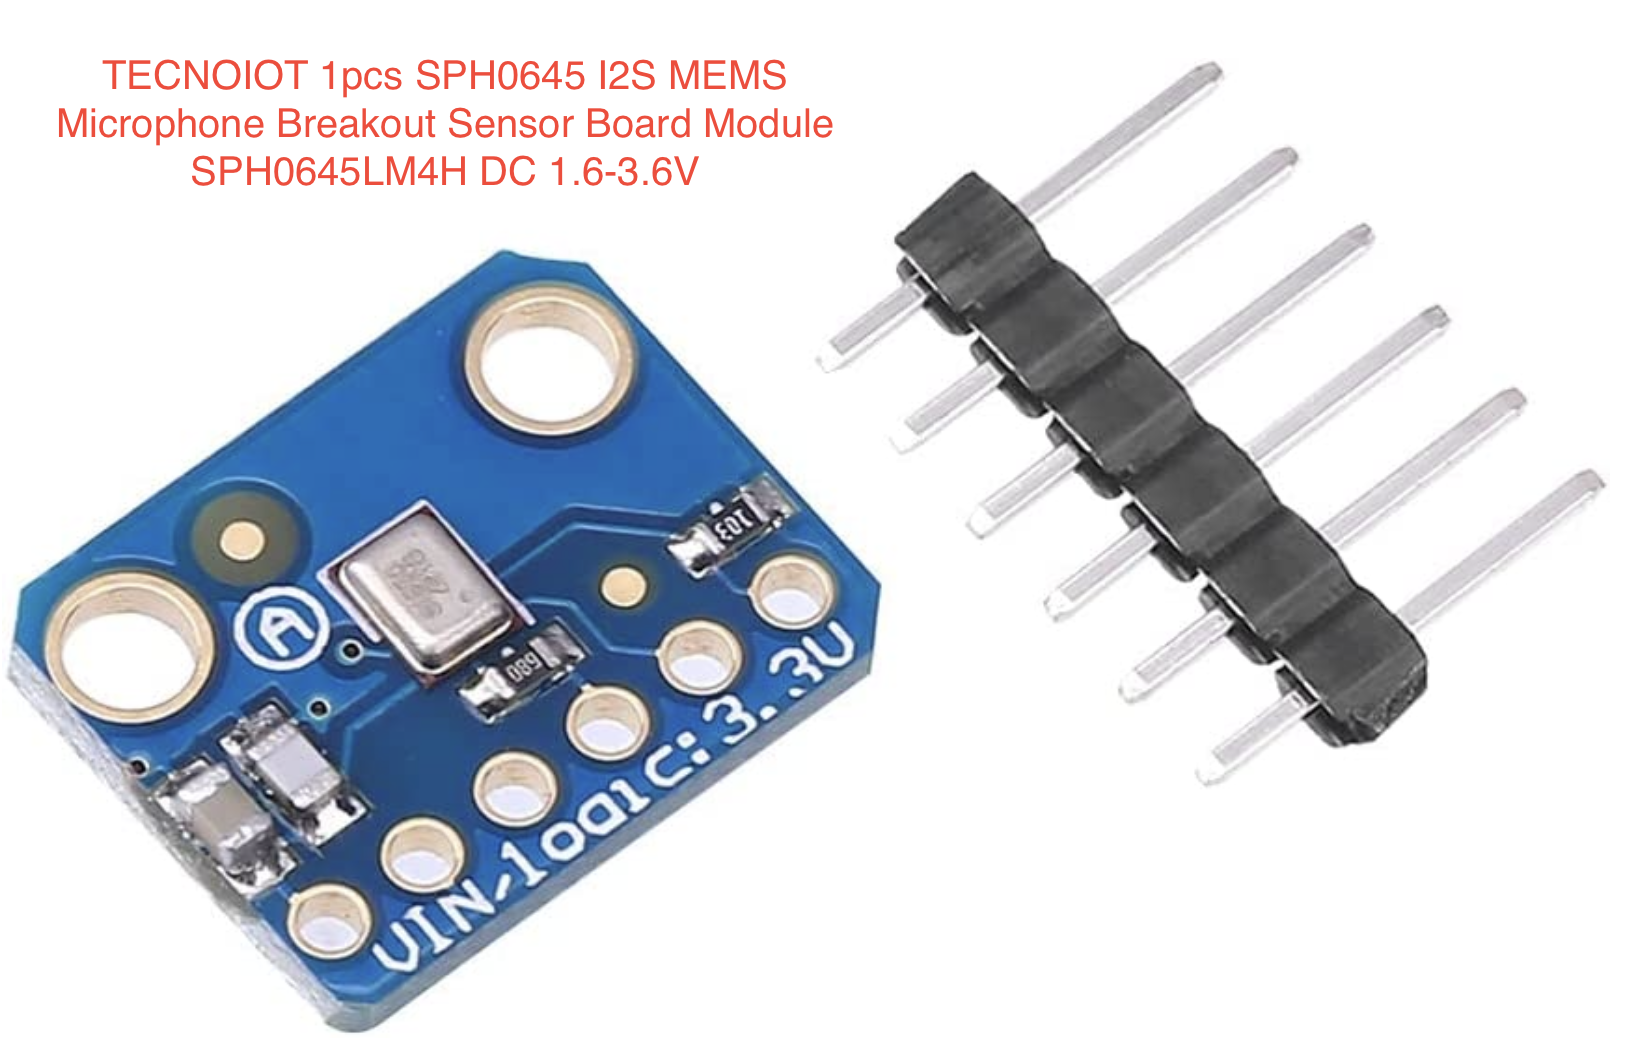 TECNOIOT 1pcs SPH0645 I2S MEMS
Microphone Breakout Sensor Board Module
SPH0645LM4H DC 1.6-3.6V
103
A
089
VIN/logic:3.3V